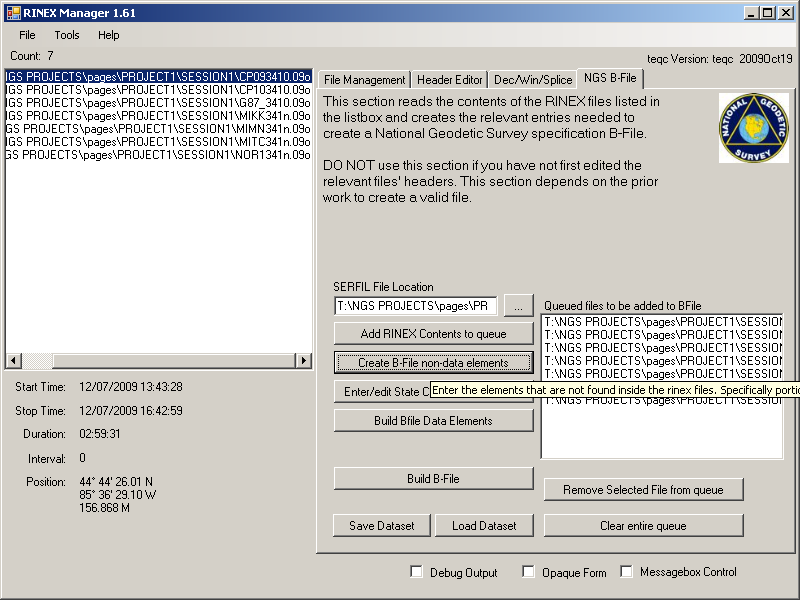 RINEX Manager 1.61
File Tools Help
Count: 7
teqc Version: teqc 2009Oct19
IGS PROJECTS\pages\PROJECT1\SESSION1\CP093410.09o
IGS PROJECTS\pages\PROJECT1\SESSION1\CP103410.09o
IGS PROJECTS\pages\PROJECT1\SESSION1\G87_3410.09o
IGS PROJECTS\pages\PROJECT1\SESSION1\MIKK341n.09o
GS PROJECTS\pages\PROJECT1\SESSION1\MIMN341n.09o
IGS PROJECTS\pages\PROJECT1\SESSION1\MITC341n.09o
GS PROJECTS\pages\PROJECT1\SESSION1\NOR1341n.09o
File Management Header Editor Dec/Win/Splice NGS B-File
This section reads the contents of the RINEX files listed in
the listbox and creates the relevant entries needed to
create a National Geodetic Survey specification B-File.
DO NOT use this section if you have not first edited the
relevant files' headers. This section depends on the prior
work to create a valid file.
NATIONAL GEODETIC
SURVEY
SERFIL File Location
T:\NGS PROJECTS\pages\PR
...
Add RINEX Contents to queue
Create B-File non-data elements
Enter/edit State C
Enter the elements that are not found inside the rinex files. Specifically portio
Build Bfile Data Elements
Build B-File
Save Dataset Load Dataset
Queued files to be added to BFile
T:\NGS PROJECTS\pages\PROJECT1\SESSION
T:\NGS PROJECTS\pages\PROJECT1\SESSION
T:\NGS PROJECTS\pages\PROJECT1\SESSION
T:\NGS PROJECTS\pages\PROJECT1\SESSION
T:\NGS PROJECTS\pages\PROJECT1\SESSION
T:\NGS PROJECTS\pages\PROJECT1\SESSION
Remove Selected File from queue
Clear entire queue
Start Time: 12/07/2009 13:43:28
Stop Time: 12/07/2009 16:42:59
Duration: 02:59:31
Interval: 0
Position: 44° 44' 26.01 N
85° 36' 29.10 W
156.868 M
Debug Output Opaque Form Messagebox Control